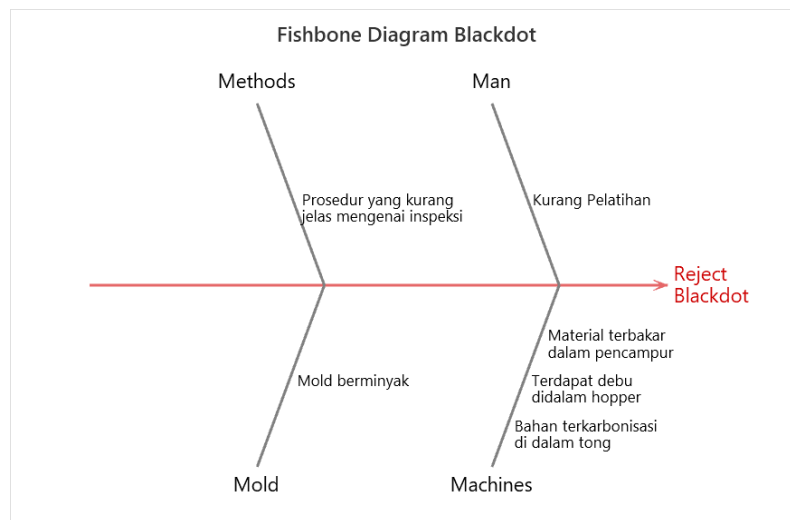 Fishbone Diagram Blackdot
Methods
Man
Prosedur yang kurang
jelas mengenai inspeksi
Kurang Pelatihan
Reject
Blackdot
Material terbakar
dalam pencampur
Mold berminyak
Terdapat debu
didalam hopper
Bahan terkarbonisasi
di dalam tong
Mold
Machines